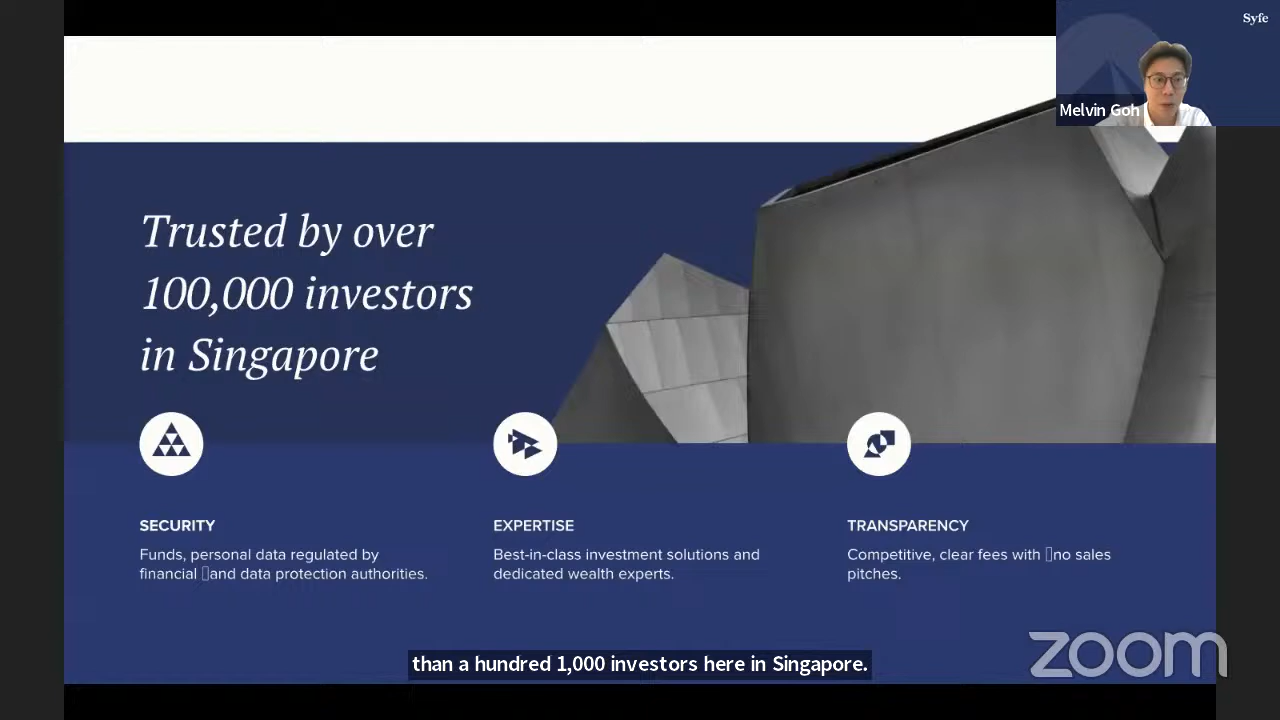 Syfe
Melvin Goh
Trusted by over
100,000 investors
in Singapore
SECURITY
Funds, personal data regulated by
financial and data protection authorities.
EXPERTISE
Best-in-class investment solutions and
dedicated wealth experts.
TRANSPARENCY
Competitive, clear fees with no sales
pitches.
than a hundred 1,000 investors here in Singapore.
zoom